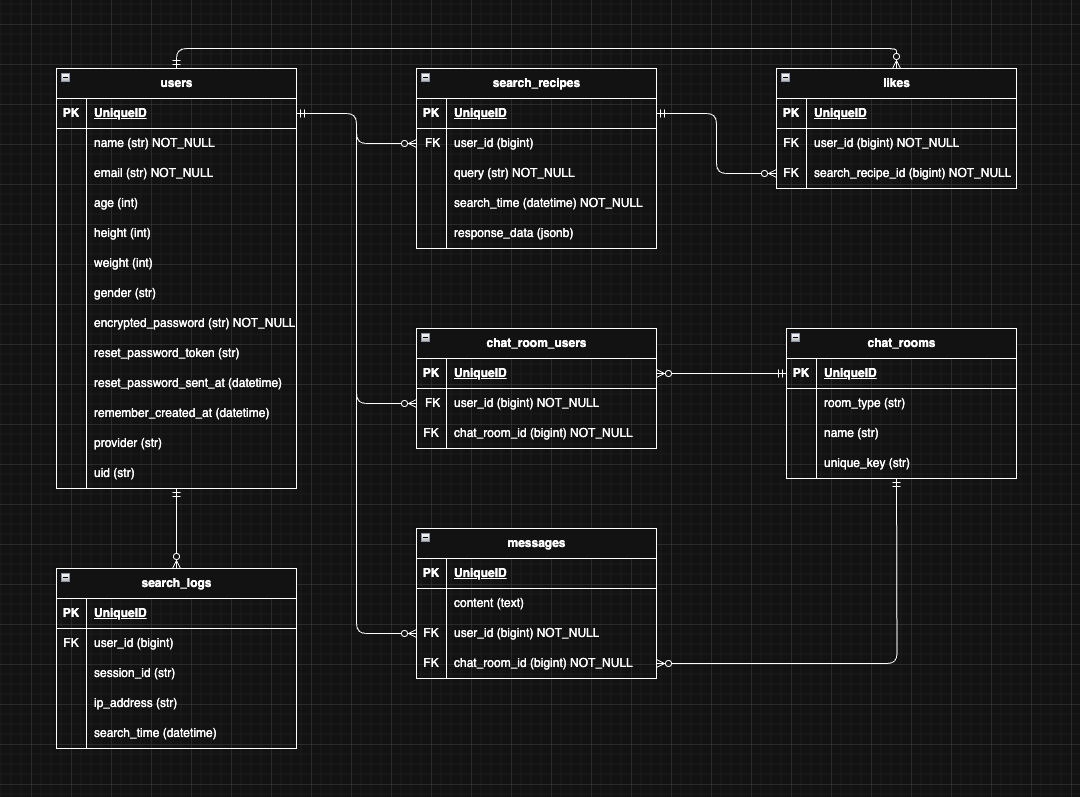 users
PK UniqueID
name (str) NOT_NULL
email (str) NOT_NULL
age (int)
height (int)
weight (int)
gender (str)
encrypted_password (str) NOT_NULL
reset_password_token (str)
reset_password_sent_at (datetime)
remember_created_at (datetime)
provider (str)
uid (str)
search_recipes
PK UniqueID
FK user_id (bigint)
query (str) NOT_NULL
search_time (datetime) NOT_NULL
response_data (jsonb)
likes
PK UniqueID
FK user_id (bigint) NOT_NULL
FK search_recipe_id (bigint) NOT_NULL
chat_room_users
PK UniqueID
FK user_id (bigint) NOT_NULL
FK chat_room_id (bigint) NOT_NULL
chat_rooms
PK UniqueID
room_type (str)
name (str)
unique_key (str)
search_logs
PK UniqueID
FK user_id (bigint)
session_id (str)
ip_address (str)
search_time (datetime)
messages
PK UniqueID
content (text)
FK user_id (bigint) NOT_NULL
FK chat_room_id (bigint) NOT_NULL